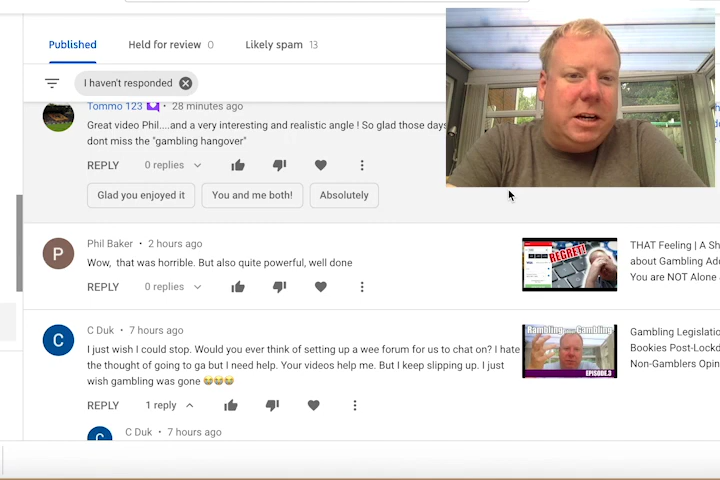 Published
Held for review 0
Likely spam 13
I haven't responded
Tommo 123 • 28 minutes ago
Great video Phil....and a very interesting and realistic angle ! So glad those days
dont miss the "gambling hangover"
REPLY 0 replies
Glad you enjoyed it You and me both! Absolutely
P
Phil Baker • 2 hours ago
Wow, that was horrible. But also quite powerful, well done
REPLY 0 replies
REGRET!
THAT Feeling | A Sh
about Gambling Add
You are NOT Alone
C
C Duk • 7 hours ago
I just wish I could stop. Would you ever think of setting up a wee forum for us to chat on? I hate
the thought of going to ga but I need help. Your videos help me. But I keep slipping up. I just
wish gambling was gone 😭😭😭
REPLY 1 reply
Rambling Gambling
EPISODE.3
Gambling Legislation
Bookies Post-Lockd
Non-Gamblers Opin
C
C Duk • 7 hours ago